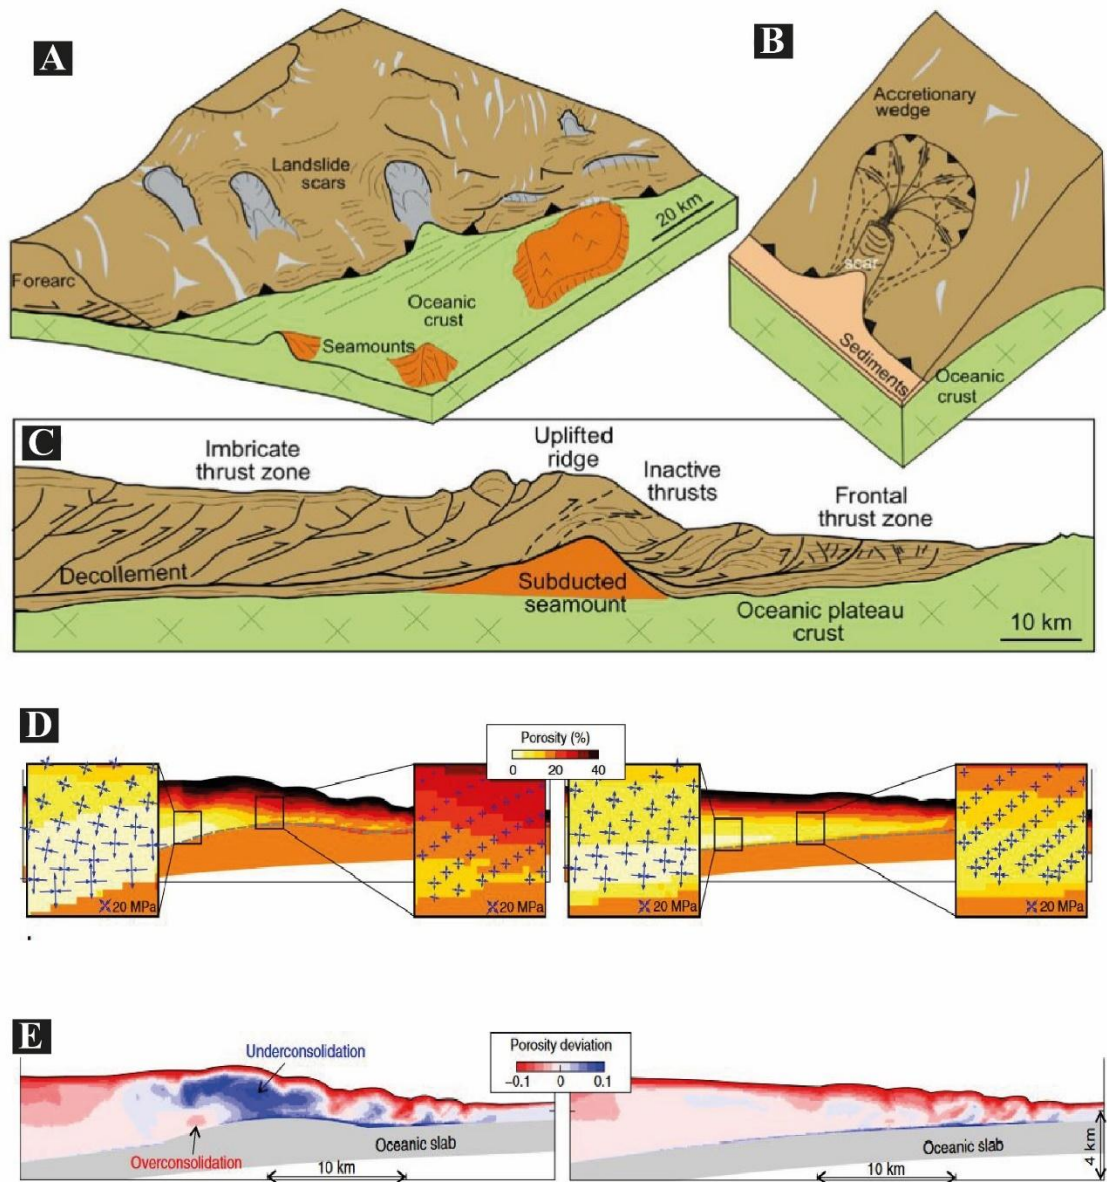 A
B
Accretionary
wedge
Landslide
scars
20 km
scar
Forearc
Oceanic
crust
Seamounts
Sediments
Oceanic
crust
C
Imbricate
thrust zone
Uplifted
ridge
Inactive
thrusts
Frontal
thrust zone
Decollement
Subducted
seamount
Oceanic plateau
crust
10 km
D
Porosity (%)
0 20 40
20 MPa
20 MPa
20 MPa
20 MPa
E
Underconsolidation
Porosity deviation
−0.1 0 0.1
Overconsolidation
Oceanic slab
10 km
Oceanic slab
10 km
4 km